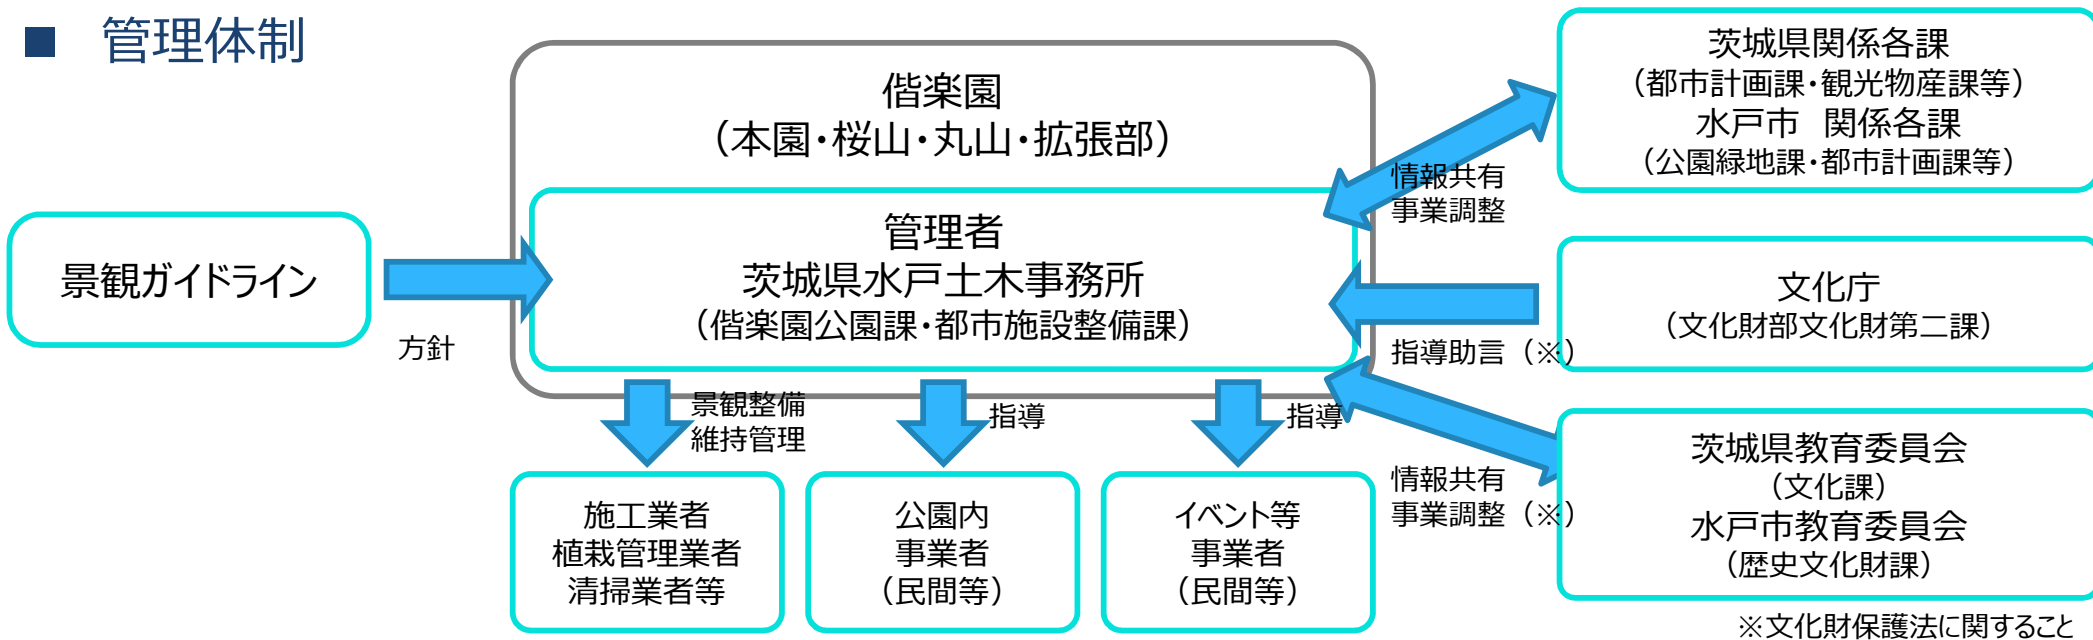 ■ 管理体制
偕楽園
（本園・桜山・丸山・拡張部）
管理者
茨城県水戸土木事務所
（偕楽園公園課・都市施設整備課）
景観ガイドライン
方針
茨城県関係各課
（都市計画課・観光物産課等）
水戸市　関係各課
（公園緑地課・都市計画課等）
情報共有
事業調整
文化庁
（文化財部文化財第二課）
指導助言（※）
茨城県教育委員会
（文化課）
水戸市教育委員会
（歴史文化財課）
情報共有
事業調整（※）
景観整備
維持管理
指導
指導
施工業者
植栽管理業者
清掃業者等
公園内
事業者
（民間等）
イベント等
事業者
（民間等）
※文化財保護法に関すること